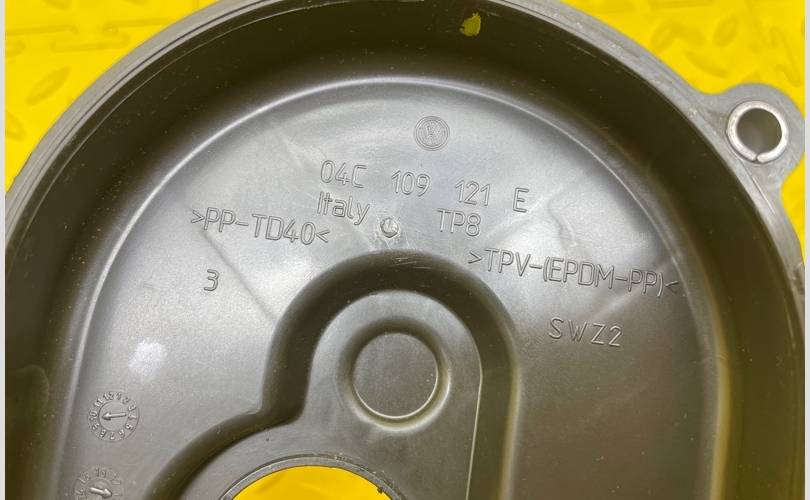 04C 109 121 E
Italy TP8
>PP-TD40<
>TPV-(EPDM-PP)<
3
SWZ2